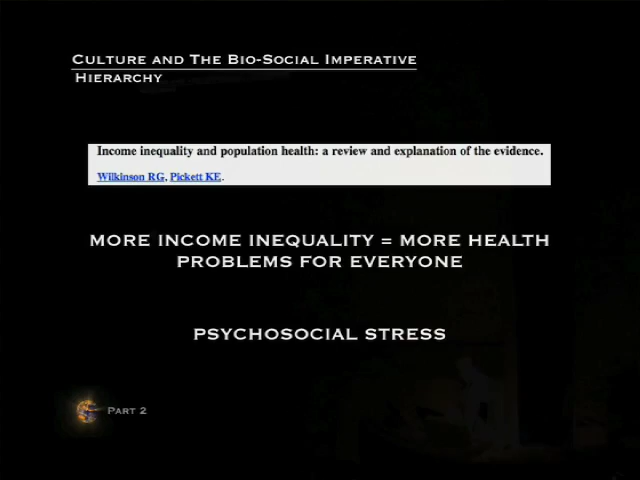 CULTURE AND THE BIO-SOCIAL IMPERATIVE
HIERARCHY
Income inequality and population health: a review and explanation of the evidence.
Wilkinson RG, Pickett KE.
MORE INCOME INEQUALITY = MORE HEALTH
PROBLEMS FOR EVERYONE
PSYCHOSOCIAL STRESS
PART 2